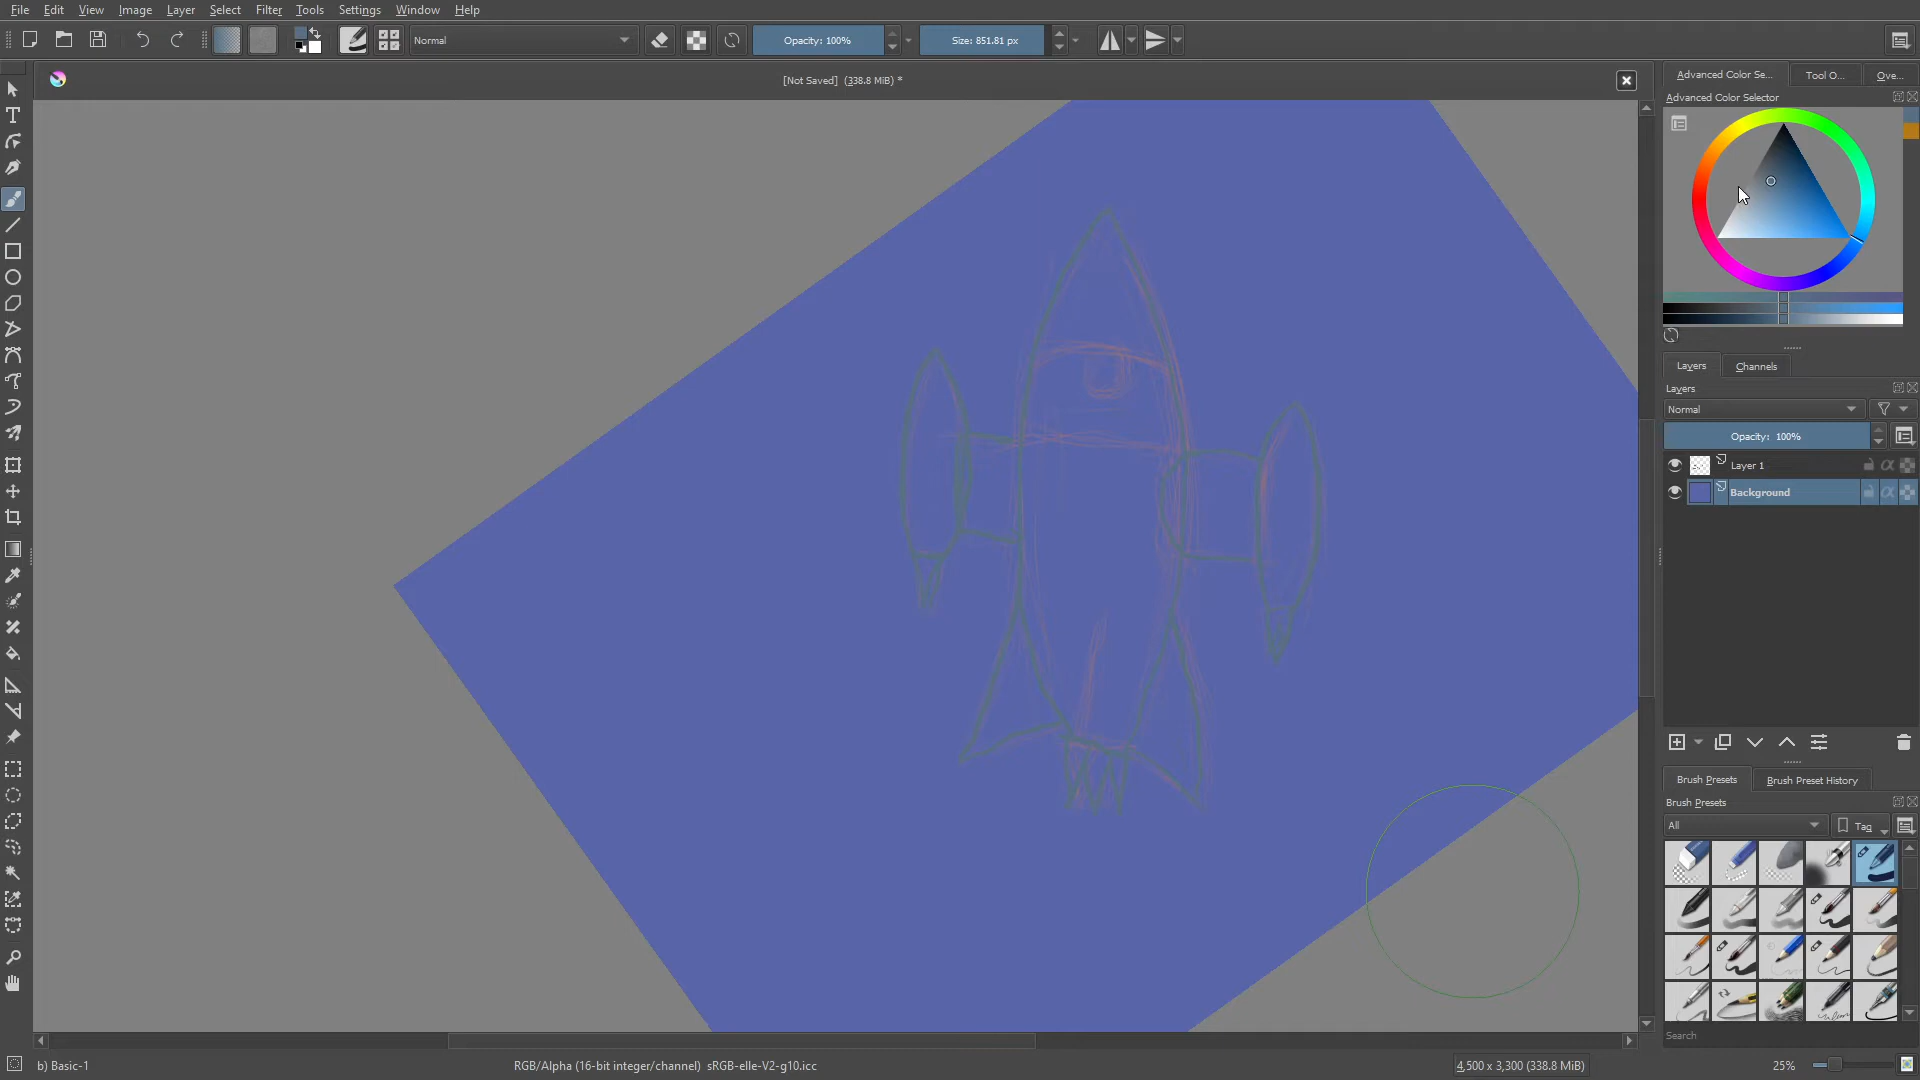 File Edit View Image Layer Select Filter Tools Settings Window Help
Normal
Opacity: 100%
Size: 851.81 px
[Not Saved] (338.8 MiB) *
Advanced Color Se... Tool O... Ove...
Advanced Color Selector
Layers Channels
Layers
Normal
Opacity: 100%
Layer 1
Background
Brush Presets Brush Preset History
Brush Presets
All Tag
Search
b) Basic-1
RGB/Alpha (16-bit integer/channel) sRGB-elle-V2-g10.icc
4,500 x 3,300 (338.8 MiB)
25%